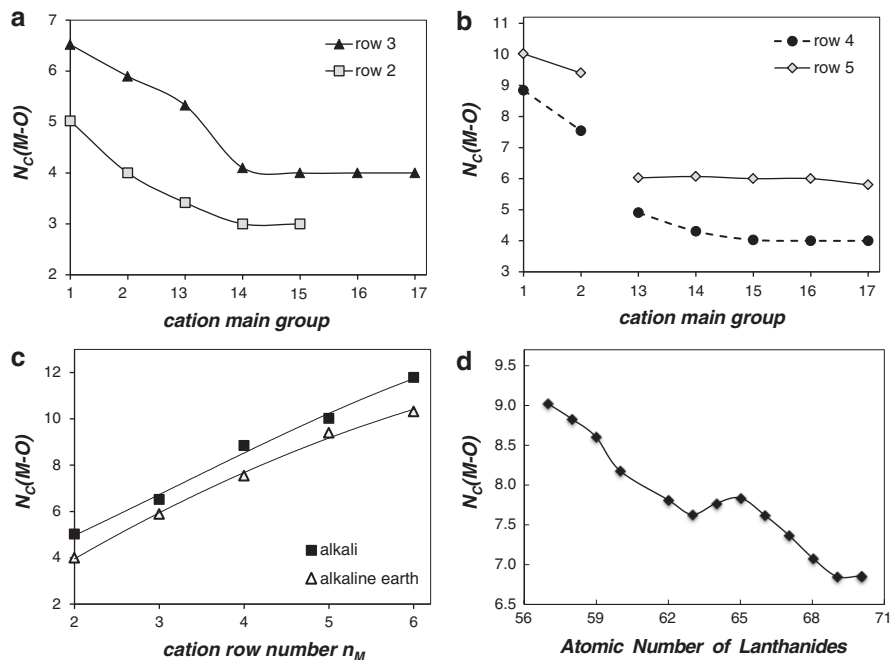 a
7
6
5
4
3
2
N_C(M-O)
row 3
row 2
1 2 13 14 15 16 17
cation main group
b
11
10
9
8
7
6
5
4
3
N_C(M-O)
row 4
row 5
1 2 13 14 15 16 17
cation main group
c
12
10
8
6
4
2
N_C(M-O)
alkali
alkaline earth
2 3 4 5 6
cation row number n_M
d
9.5
9.0
8.5
8.0
7.5
7.0
6.5
N_C(M-O)
56 59 62 65 68 71
Atomic Number of Lanthanides